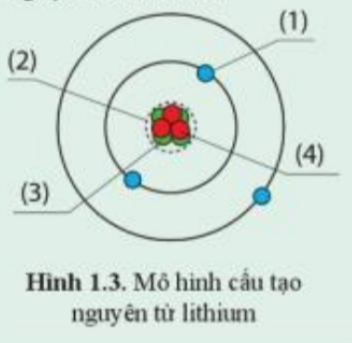 (1)
(2)
(4)
(3)
Hình 1.3. Mô hình cấu tạo
nguyên tử lithium